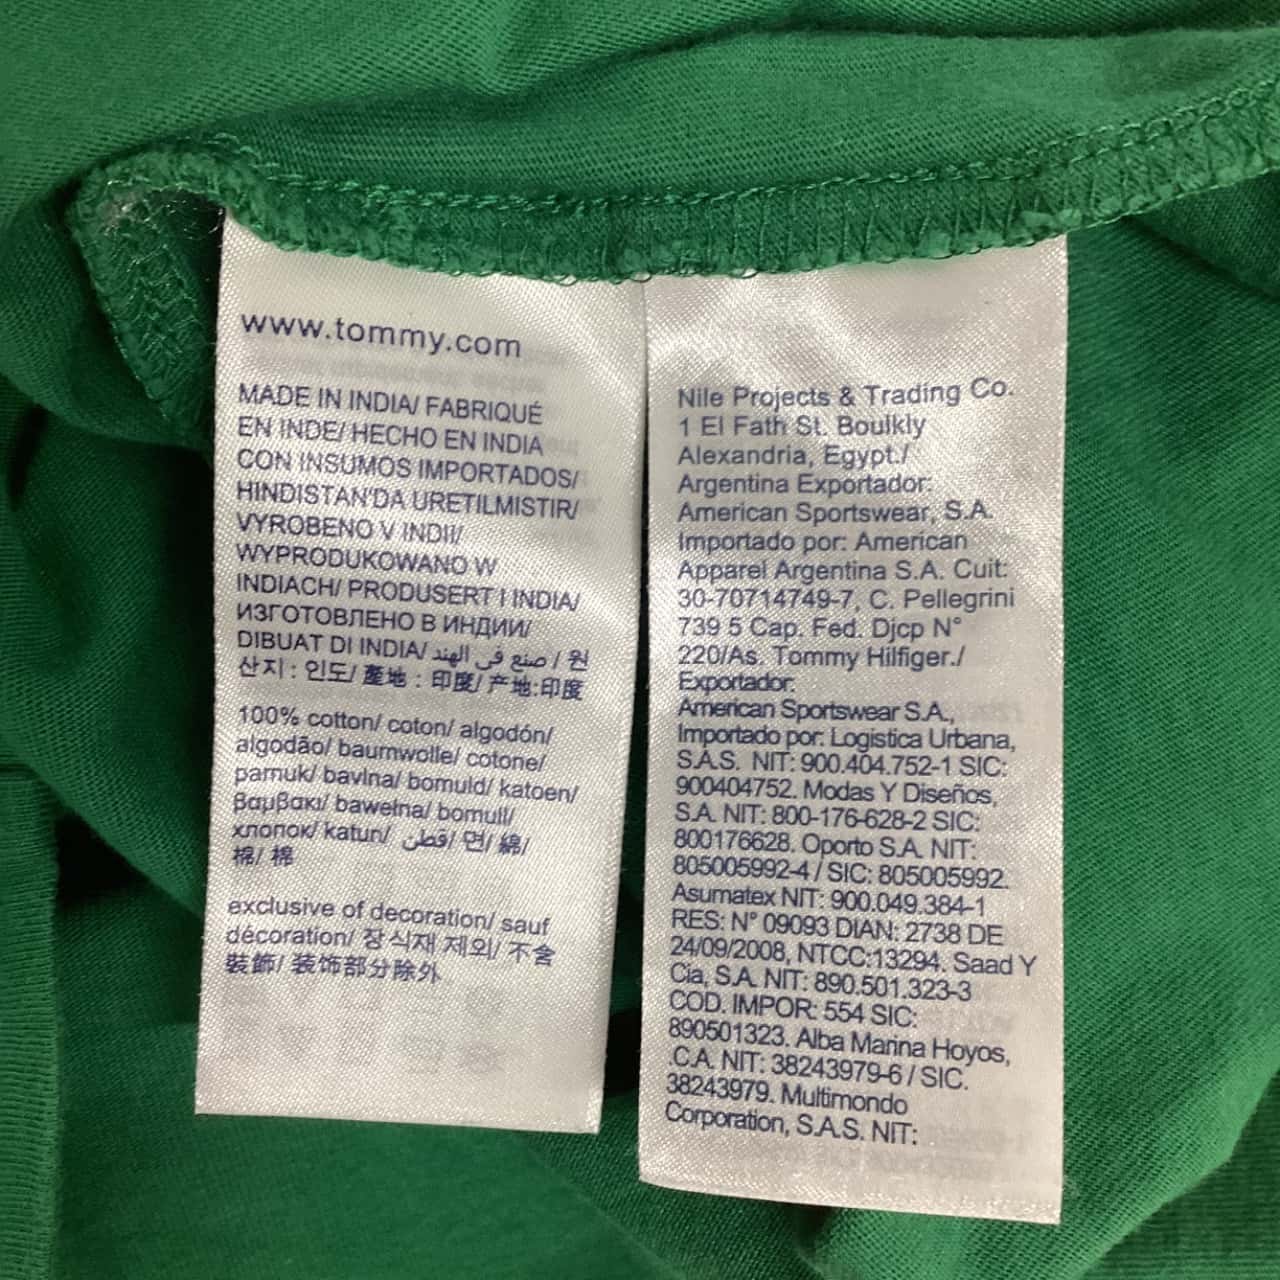 www.tommy.com
MADE IN INDIA/ FABRIQUÉ
EN INDE/ HECHO EN INDIA
CON INSUMOS IMPORTADOS/
HINDISTAN'DA URETILMISTIR/
VYROBENO V INDII/
WYPRODUKOWANO W
INDIACH/ PRODUSERT I INDIA/
ИЗГОТОВЛЕНО В ИНДИИ/
DIBUAT DI INDIA/ صنع في الهند / 원
산지 : 인도/ 產地 : 印度/ 产地:印度
100% cotton/ coton/ algodón/
algodão/ baumwolle/ cotone/
pamuk/ bavlna/ bomuld/ katoen/
βαμβακι/ bawełna/ bomull/
хлопок/ katun/ قطن/ 면/ 綿/
棉/ 棉
exclusive of decoration/ sauf
décoration/ 장식재 제외/ 不含
裝飾/ 装饰部分除外
Nile Projects & Trading Co.
1 El Fath St. Boulkly
Alexandria, Egypt./
Argentina Exportador:
American Sportswear, S.A.
Importado por: American
Apparel Argentina S.A. Cuit:
30-70714749-7, C. Pellegrini
739 5 Cap. Fed. Djcp N°
220/As. Tommy Hilfiger./
Exportador:
American Sportswear S.A.,
Importado por: Logistica Urbana,
S.A.S. NIT: 900.404.752-1 SIC:
900404752. Modas Y Diseños,
S.A. NIT: 800-176-628-2 SIC:
800176628. Oporto S.A. NIT:
805005992-4 / SIC: 805005992.
Asumatex NIT: 900.049.384-1
RES: N° 09093 DIAN: 2738 DE
24/09/2008, NTCC:13294. Saad Y
Cia, S.A. NIT: 890.501.323-3
COD. IMPOR: 554 SIC:
890501323. Alba Marina Hoyos,
.C.A. NIT: 38243979-6 / SIC.
38243979. Multimondo
Corporation, S.A.S. NIT: